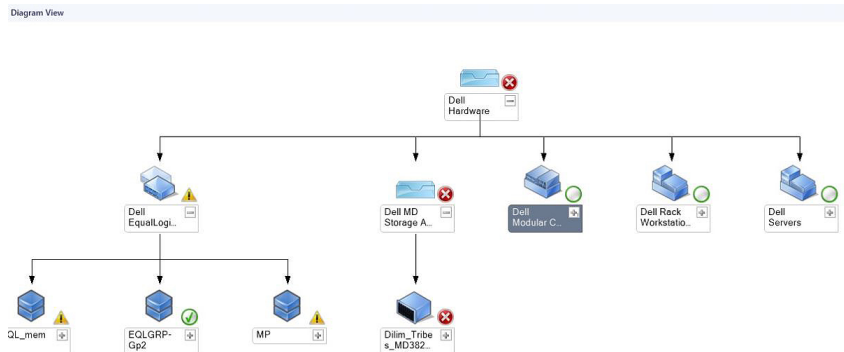 Diagram View
Dell
Hardware
Dell
EqualLogi..
Dell MD
Storage A..
Dell
Modular C..
Dell Rack
Workstatio..
Dell
Servers
QL_mem
EQLGRP-
Gp2
MP
Dilim_Tribe
s_MD382..